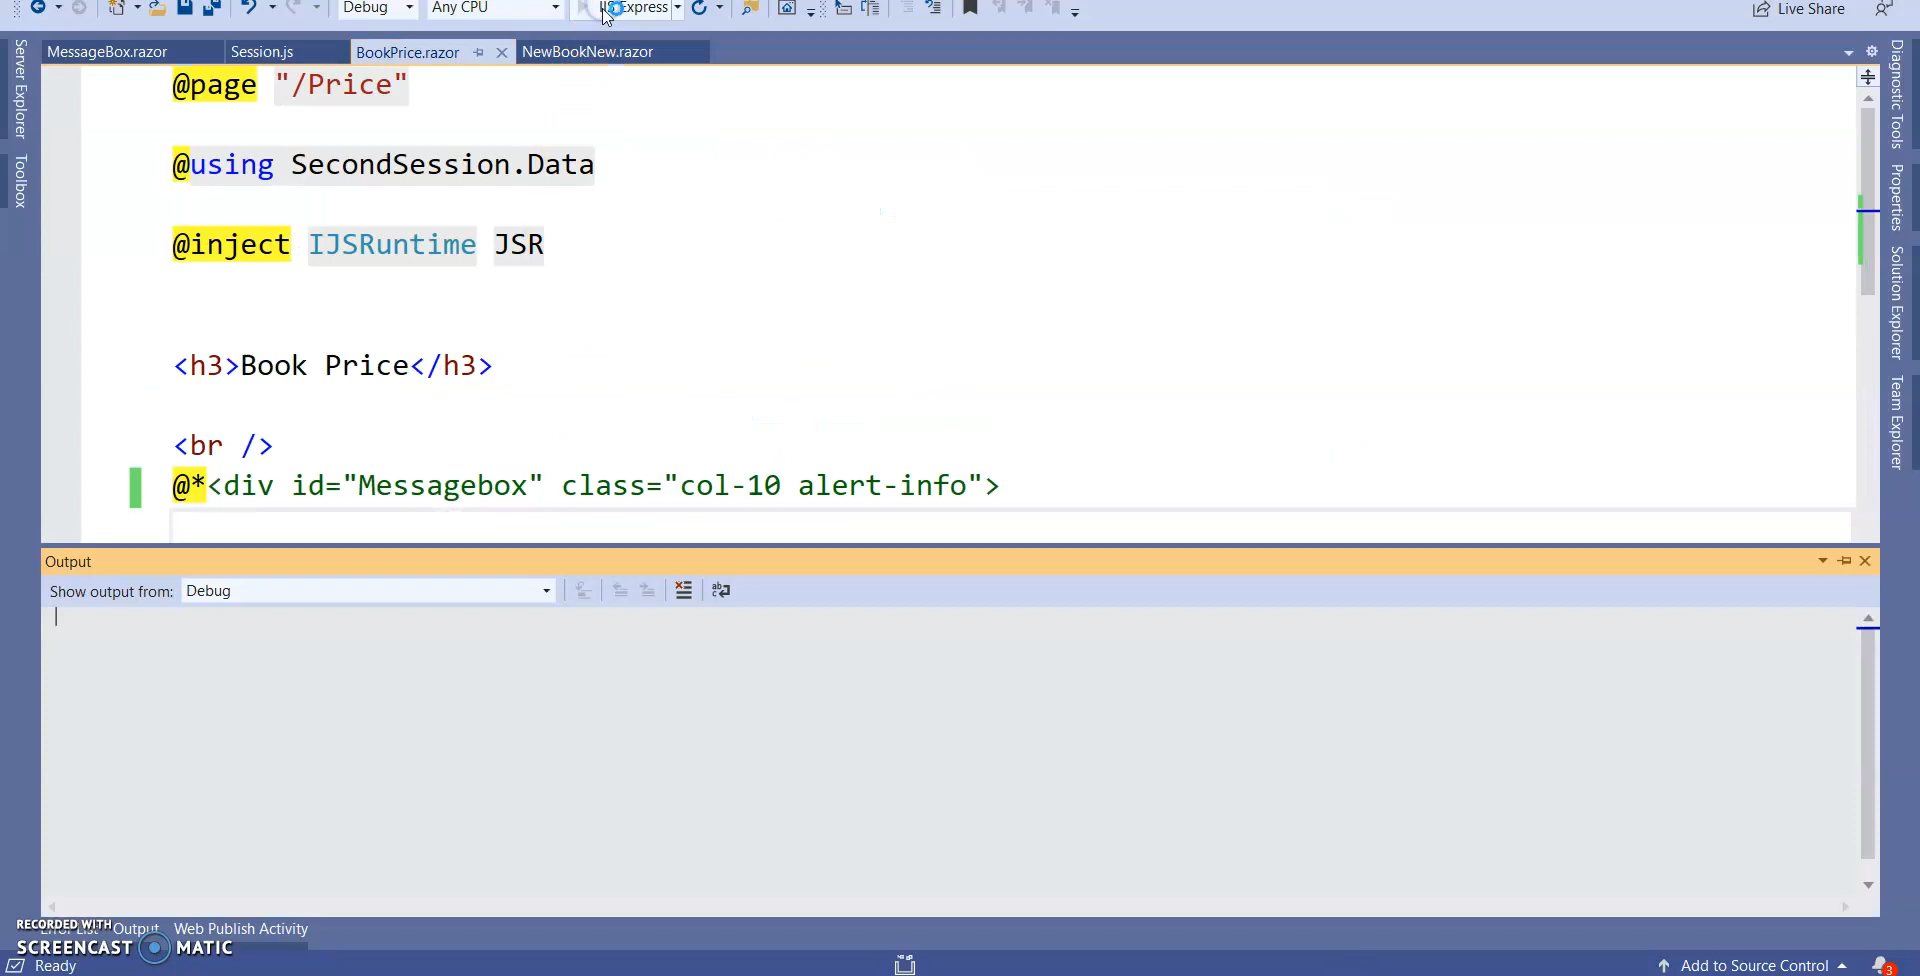 Debug Any CPU IIS Express Live Share
MessageBox.razor Session.js BookPrice.razor NewBookNew.razor
Server Explorer
Toolbox
@page "/Price"
@using SecondSession.Data
@inject IJSRuntime JSR
<h3>Book Price</h3>
<br />
@*<div id="Messagebox" class="col-10 alert-info">
Diagnostic Tools
Properties
Solution Explorer
Team Explorer
Output
Show output from: Debug
Error List Output Web Publish Activity
RECORDED WITH
SCREENCAST MATIC
Ready Add to Source Control 3